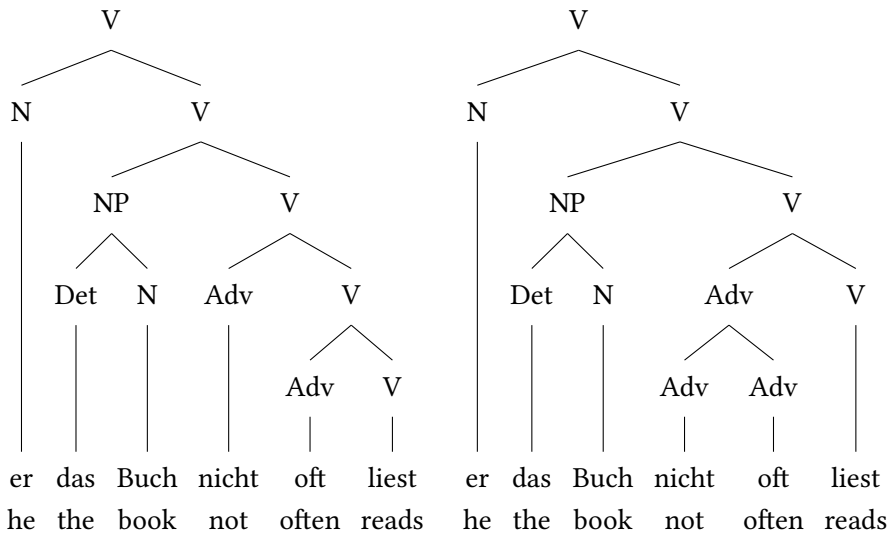 V V
N V N V
NP V NP V
Det N Adv V Det N Adv V
Adv V Adv Adv
er das Buch nicht oft liest er das Buch nicht oft liest
he the book not often reads he the book not often reads